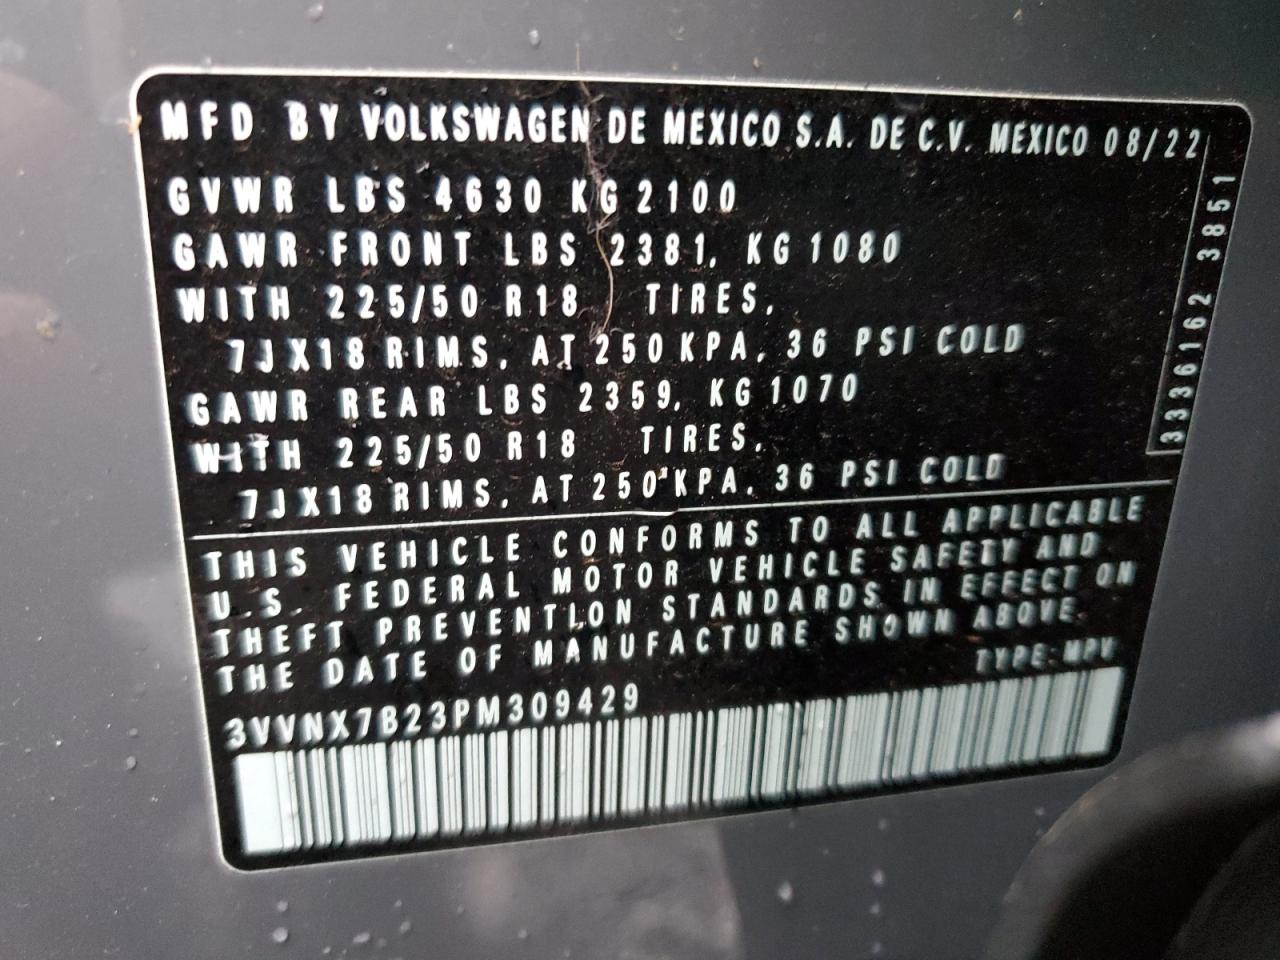 MFD BY VOLKSWAGEN DE MEXICO S.A. DE C.V. MEXICO 08/22
GVWR LBS 4630 KG 2100
GAWR FRONT LBS 2381, KG 1080
WITH 225/50 R18 TIRES,
7JX18 RIMS, AT 250 KPA, 36 PSI COLD
GAWR REAR LBS 2359, KG 1070
WITH 225/50 R18 TIRES,
7JX18 RIMS, AT 250 KPA, 36 PSI COLD
3336162 3851
THIS VEHICLE CONFORMS TO ALL APPLICABLE
U.S. FEDERAL MOTOR VEHICLE SAFETY AND
THEFT PREVENTION STANDARDS IN EFFECT ON
THE DATE OF MANUFACTURE SHOWN ABOVE.
TYPE: MPV
3VVNX7B23PM309429